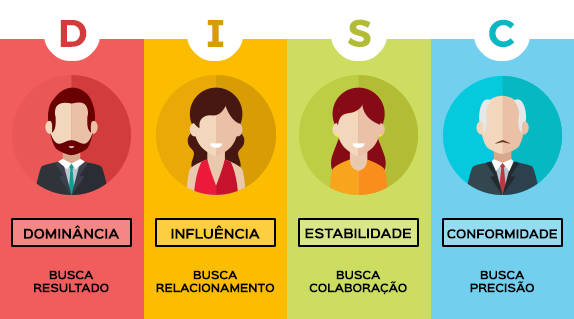 D I S C
DOMINÂNCIA INFLUÊNCIA ESTABILIDADE CONFORMIDADE
BUSCA RESULTADO
BUSCA RELACIONAMENTO
BUSCA COLABORAÇÃO
BUSCA PRECISÃO